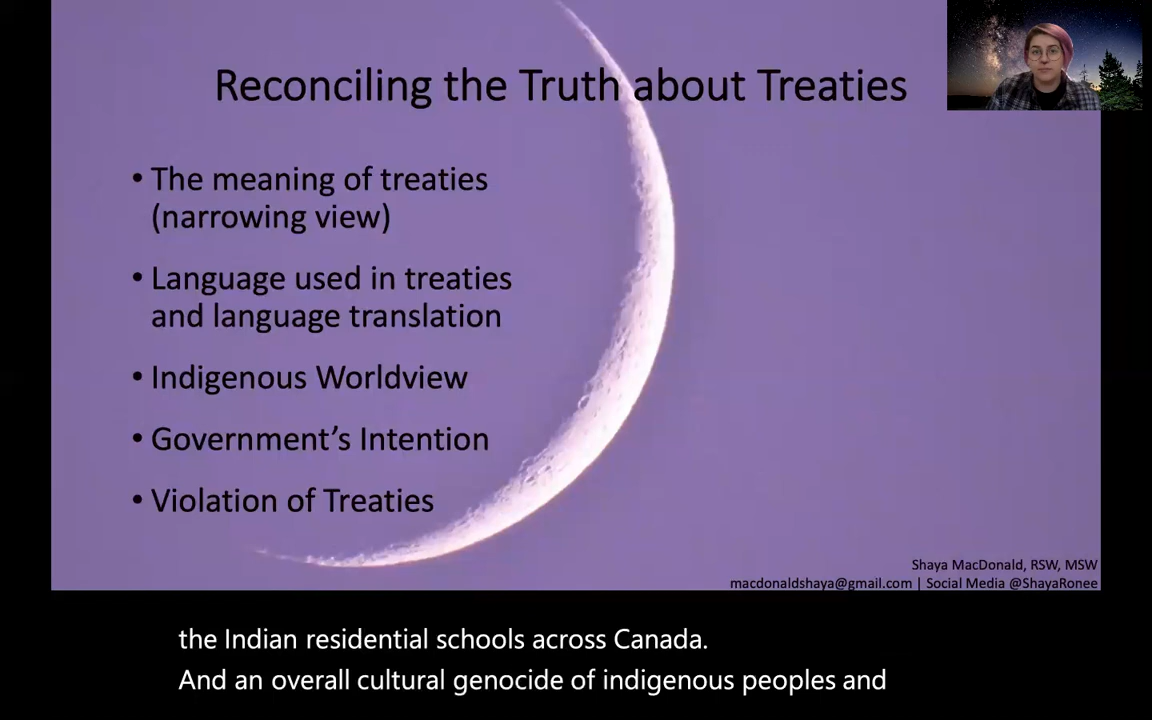 Reconciling the Truth about Treaties
• The meaning of treaties
(narrowing view)
• Language used in treaties
and language translation
• Indigenous Worldview
• Government’s Intention
• Violation of Treaties
Shaya MacDonald, RSW, MSW
macdonaldshaya@gmail.com | Social Media @ShayaRonee
the Indian residential schools across Canada.
And an overall cultural genocide of indigenous peoples and